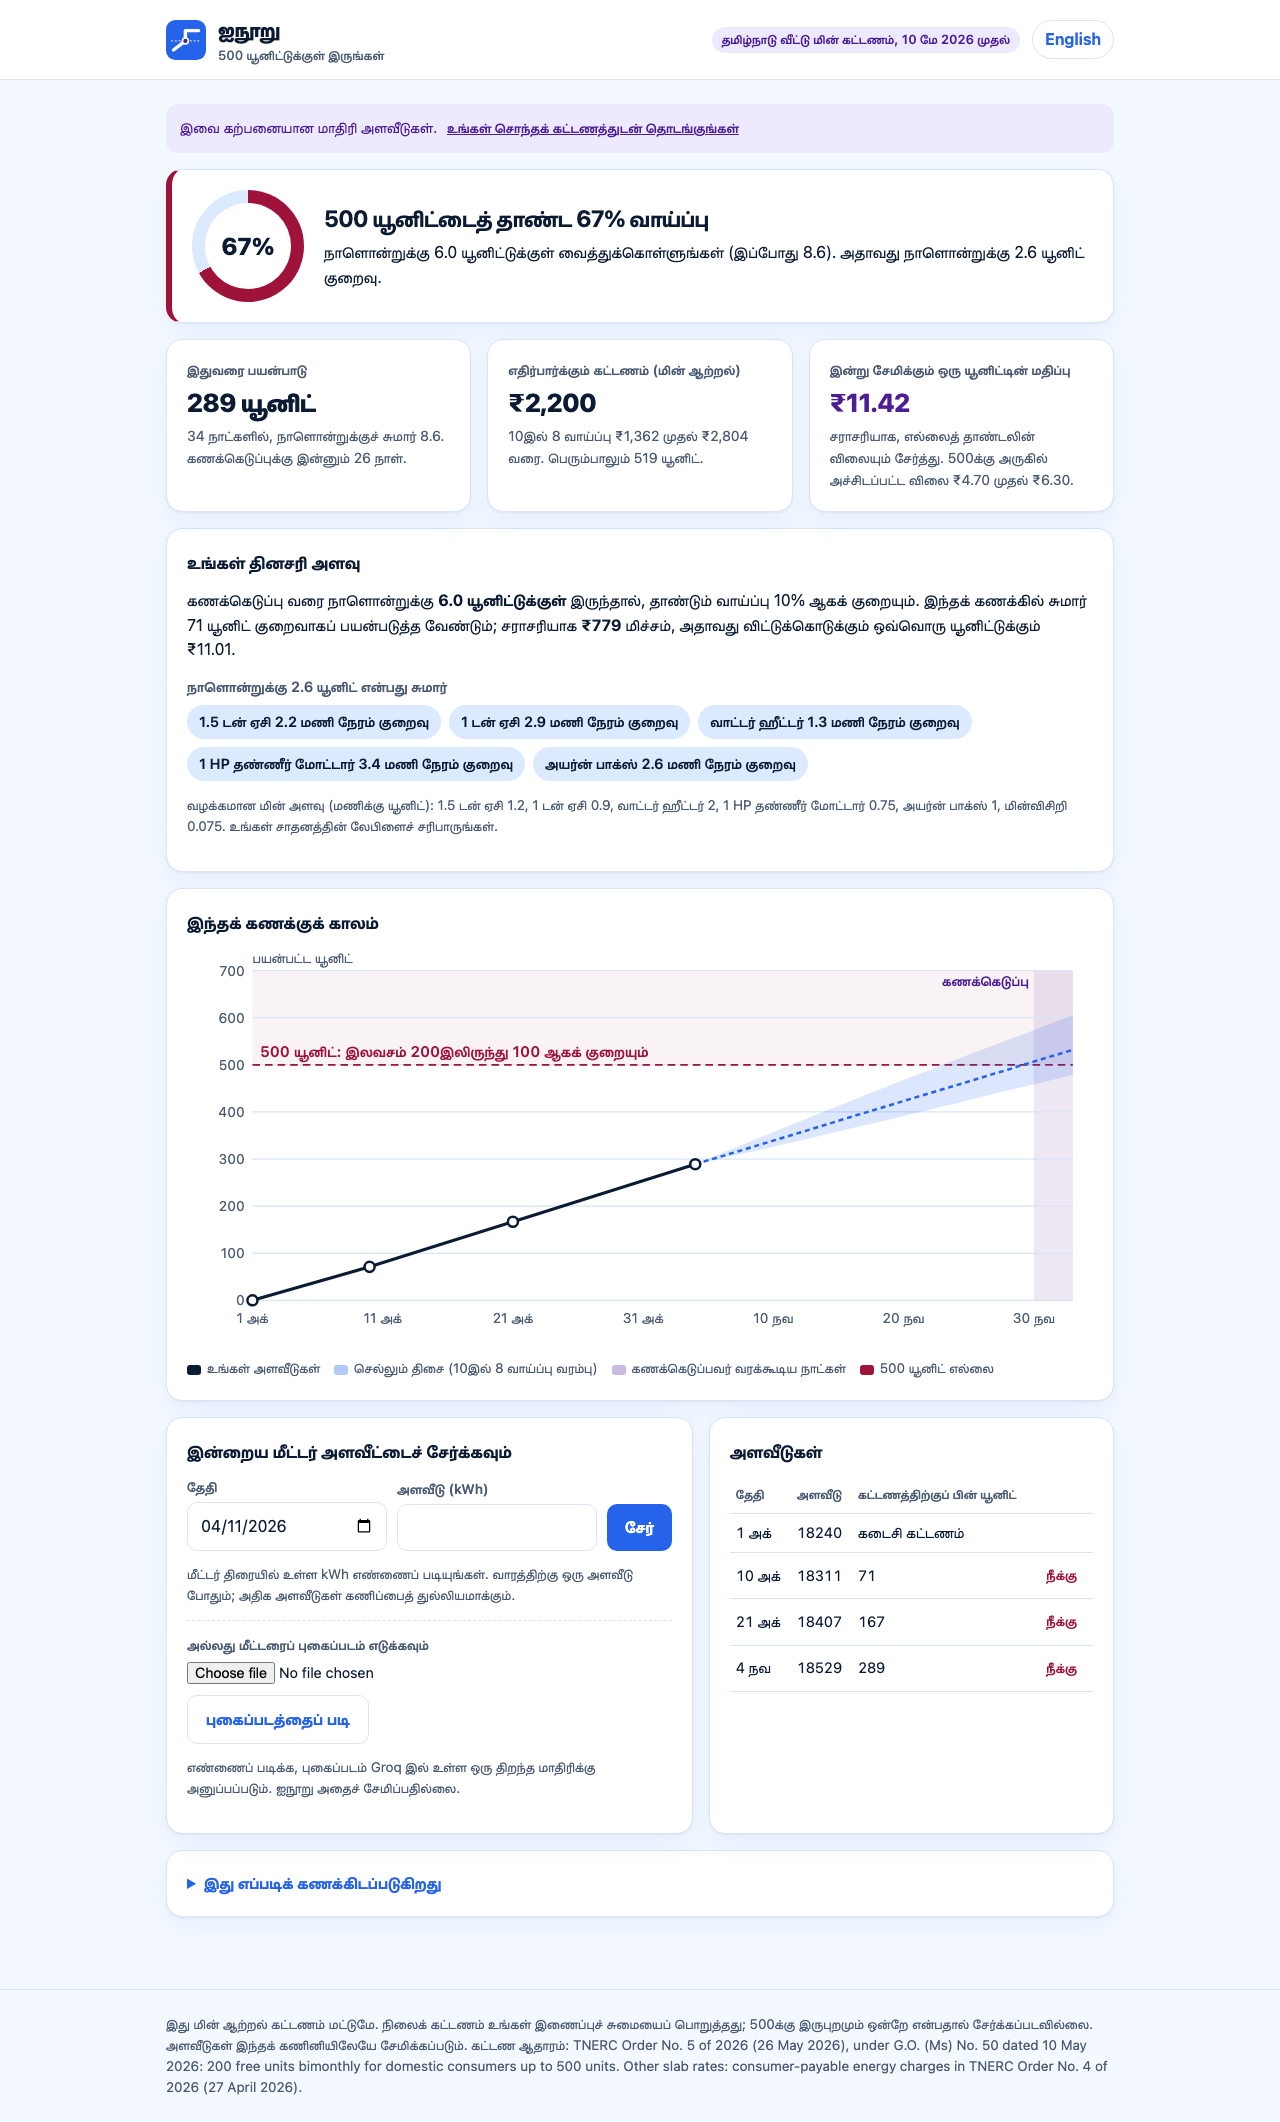 ஐநூறு
500 யூனிட்டுக்குள் இருங்கள்
தமிழ்நாடு வீட்டு மின் கட்டணம், 10 மே 2026 முதல்
English
இவை கற்பனையான மாதிரி அளவீடுகள். உங்கள் சொந்தக் கட்டணத்துடன் தொடங்குங்கள்
67%
500 யூனிட்டைத் தாண்ட 67% வாய்ப்பு
நாளொன்றுக்கு 6.0 யூனிட்டுக்குள் வைத்துக்கொள்ளுங்கள் (இப்போது 8.6). அதாவது நாளொன்றுக்கு 2.6 யூனிட்
குறைவு.
இதுவரை பயன்பாடு
289 யூனிட்
34 நாட்களில், நாளொன்றுக்குச் சுமார் 8.6.
கணக்கெடுப்புக்கு இன்னும் 26 நாள்.
எதிர்பார்க்கும் கட்டணம் (மின் ஆற்றல்)
₹2,200
10இல் 8 வாய்ப்பு ₹1,362 முதல் ₹2,804
வரை. பெரும்பாலும் 519 யூனிட்.
இன்று சேமிக்கும் ஒரு யூனிட்டின் மதிப்பு
₹11.42
சராசரியாக, எல்லைத் தாண்டலின்
விலையும் சேர்த்து. 500க்கு அருகில்
அச்சிடப்பட்ட விலை ₹4.70 முதல் ₹6.30.
உங்கள் தினசரி அளவு
கணக்கெடுப்பு வரை நாளொன்றுக்கு 6.0 யூனிட்டுக்குள் இருந்தால், தாண்டும் வாய்ப்பு 10% ஆகக் குறையும். இந்தக் கணக்கில் சுமார்
71 யூனிட் குறைவாகப் பயன்படுத்த வேண்டும்; சராசரியாக ₹779 மிச்சம், அதாவது விட்டுக்கொடுக்கும் ஒவ்வொரு யூனிட்டுக்கும்
₹11.01.
நாளொன்றுக்கு 2.6 யூனிட் என்பது சுமார்
1.5 டன் ஏசி 2.2 மணி நேரம் குறைவு
1 டன் ஏசி 2.9 மணி நேரம் குறைவு
வாட்டர் ஹீட்டர் 1.3 மணி நேரம் குறைவு
1 HP தண்ணீர் மோட்டார் 3.4 மணி நேரம் குறைவு
அயர்ன் பாக்ஸ் 2.6 மணி நேரம் குறைவு
வழக்கமான மின் அளவு (மணிக்கு யூனிட்): 1.5 டன் ஏசி 1.2, 1 டன் ஏசி 0.9, வாட்டர் ஹீட்டர் 2, 1 HP தண்ணீர் மோட்டார் 0.75, அயர்ன் பாக்ஸ் 1, மின்விசிறி
0.075. உங்கள் சாதனத்தின் லேபிளைச் சரிபாருங்கள்.
இந்தக் கணக்குக் காலம்
பயன்பட்ட யூனிட்
700
கணக்கெடுப்பு
600
500 யூனிட்: இலவசம் 200இலிருந்து 100 ஆகக் குறையும்
500
400
300
200
100
0
1 அக்
11 அக்
21 அக்
31 அக்
10 நவ
20 நவ
30 நவ
உங்கள் அளவீடுகள்
செல்லும் திசை (10இல் 8 வாய்ப்பு வரம்பு)
கணக்கெடுப்பவர் வரக்கூடிய நாட்கள்
500 யூனிட் எல்லை
இன்றைய மீட்டர் அளவீட்டைச் சேர்க்கவும்
தேதி
அளவீடு (kWh)
04/11/2026
சேர்
மீட்டர் திரையில் உள்ள kWh எண்ணைப் படியுங்கள். வாரத்திற்கு ஒரு அளவீடு
போதும்; அதிக அளவீடுகள் கணிப்பைத் துல்லியமாக்கும்.
அல்லது மீட்டரைப் புகைப்படம் எடுக்கவும்
Choose file No file chosen
புகைப்படத்தைப் படி
எண்ணைப் படிக்க, புகைப்படம் Groq இல் உள்ள ஒரு திறந்த மாதிரிக்கு
அனுப்பப்படும். ஐநூறு அதைச் சேமிப்பதில்லை.
அளவீடுகள்
தேதி அளவீடு கட்டணத்திற்குப் பின் யூனிட்
1 அக் 18240 கடைசி கட்டணம்
10 அக் 18311 71 நீக்கு
21 அக் 18407 167 நீக்கு
4 நவ 18529 289 நீக்கு
இது எப்படிக் கணக்கிடப்படுகிறது
இது மின் ஆற்றல் கட்டணம் மட்டுமே. நிலைக் கட்டணம் உங்கள் இணைப்புச் சுமையைப் பொறுத்தது; 500க்கு இருபுறமும் ஒன்றே என்பதால் சேர்க்கப்படவில்லை.
அளவீடுகள் இந்தக் கணினியிலேயே சேமிக்கப்படும். கட்டண ஆதாரம்: TNERC Order No. 5 of 2026 (26 May 2026), under G.O. (Ms) No. 50 dated 10 May
2026: 200 free units bimonthly for domestic consumers up to 500 units. Other slab rates: consumer-payable energy charges in TNERC Order No. 4 of
2026 (27 April 2026).